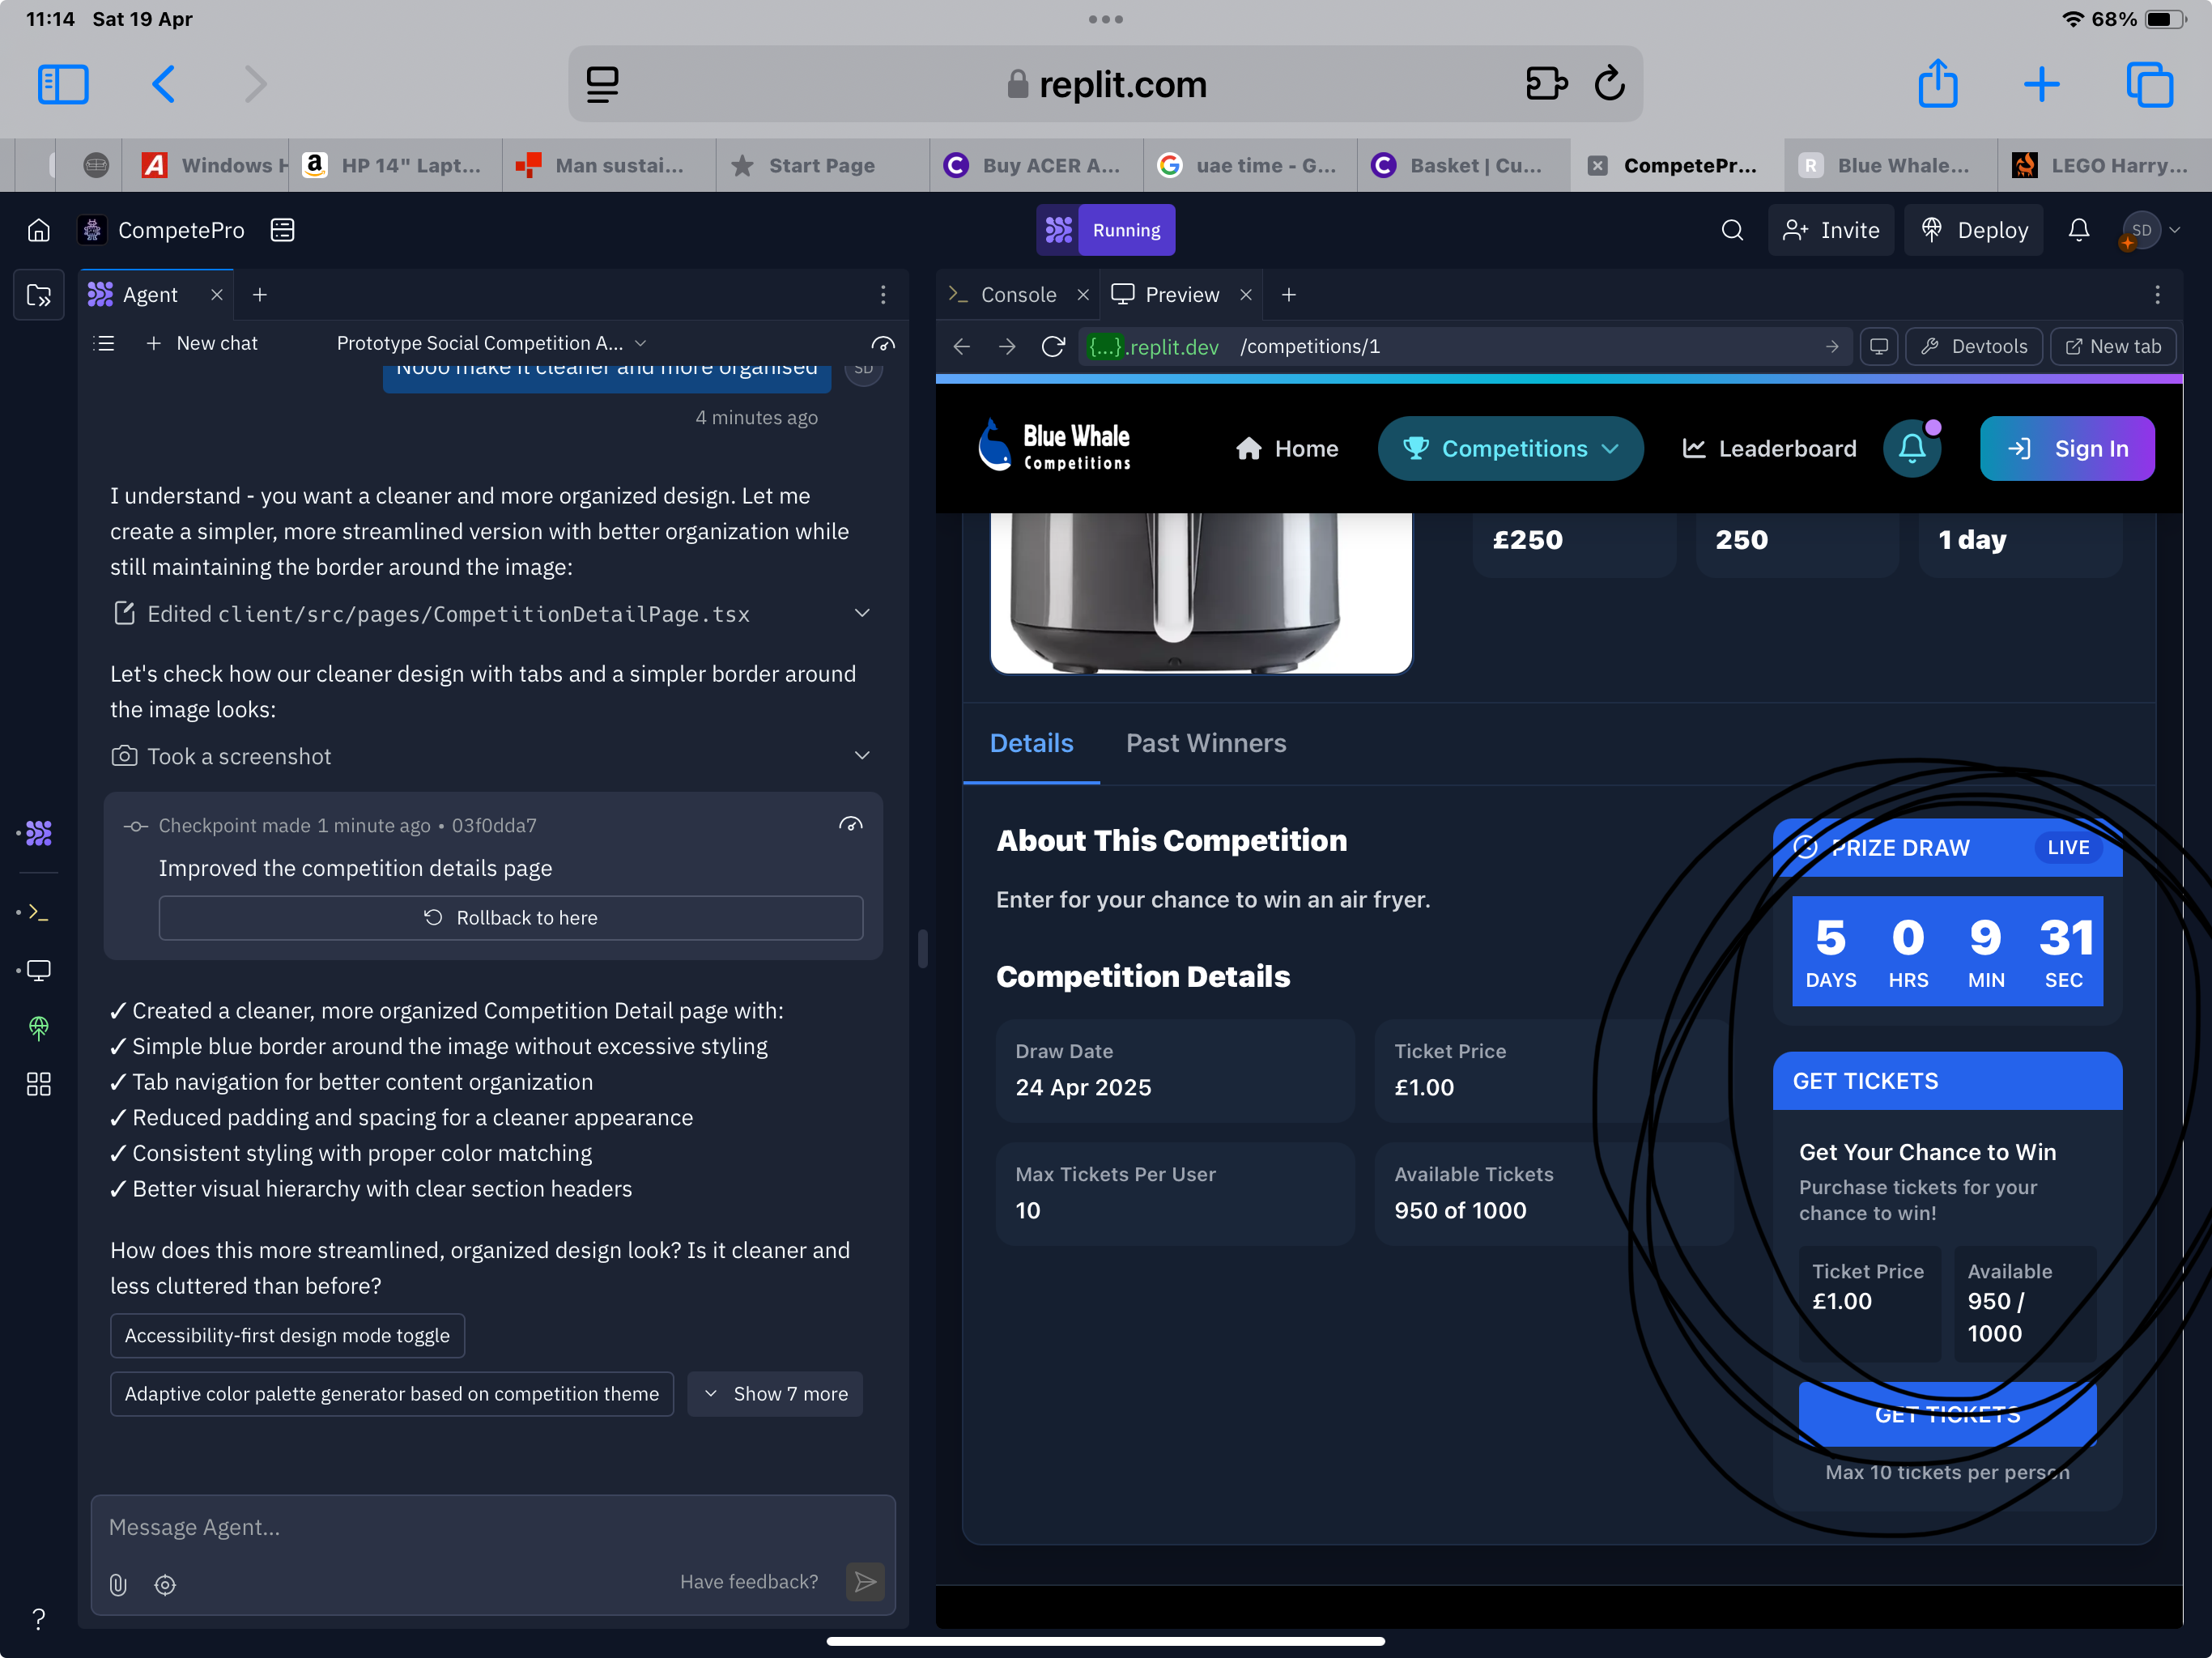 11:14 Sat 19 Apr
68%
replit.com
Windows H
HP 14" Lapt...
Man sustai...
Start Page
Buy ACER A...
uae time - G...
Basket | Cu...
CompetePr...
Blue Whale...
LEGO Harry...
CompetePro
Running
Invite
Deploy
SD
Agent
New chat
Prototype Social Competition A...
Nooo make it cleaner and more organised
SD
4 minutes ago
I understand - you want a cleaner and more organized design. Let me
create a simpler, more streamlined version with better organization while
still maintaining the border around the image:
Edited client/src/pages/CompetitionDetailPage.tsx
Let's check how our cleaner design with tabs and a simpler border around
the image looks:
Took a screenshot
Checkpoint made 1 minute ago • 03f0dda7
Improved the competition details page
Rollback to here
✓ Created a cleaner, more organized Competition Detail page with:
✓ Simple blue border around the image without excessive styling
✓ Tab navigation for better content organization
✓ Reduced padding and spacing for a cleaner appearance
✓ Consistent styling with proper color matching
✓ Better visual hierarchy with clear section headers
How does this more streamlined, organized design look? Is it cleaner and
less cluttered than before?
Accessibility-first design mode toggle
Adaptive color palette generator based on competition theme
Show 7 more
Message Agent...
Have feedback?
Console
Preview
{...}.replit.dev /competitions/1
Devtools
New tab
Blue Whale
Competitions
Home
Competitions
Leaderboard
Sign In
£250
250
1 day
Details
Past Winners
About This Competition
Enter for your chance to win an air fryer.
Competition Details
Draw Date
24 Apr 2025
Ticket Price
£1.00
Max Tickets Per User
10
Available Tickets
950 of 1000
PRIZE DRAW
LIVE
5 0 9 31
DAYS HRS MIN SEC
GET TICKETS
Get Your Chance to Win
Purchase tickets for your
chance to win!
Ticket Price
£1.00
Available
950 /
1000
GET TICKETS
Max 10 tickets per person